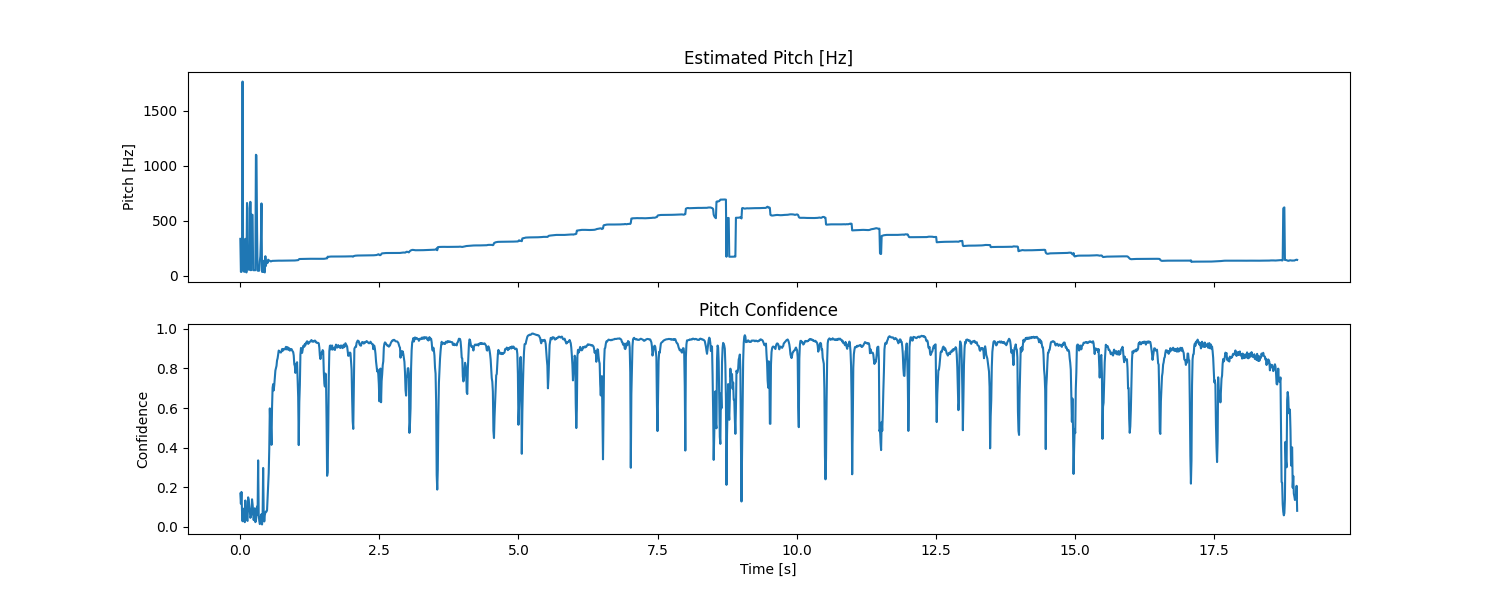 Estimated Pitch [Hz]
Pitch [Hz]
1500
1000
500
0
Pitch Confidence
Confidence
1.0
0.8
0.6
0.4
0.2
0.0
0.0 2.5 5.0 7.5 10.0 12.5 15.0 17.5
Time [s]